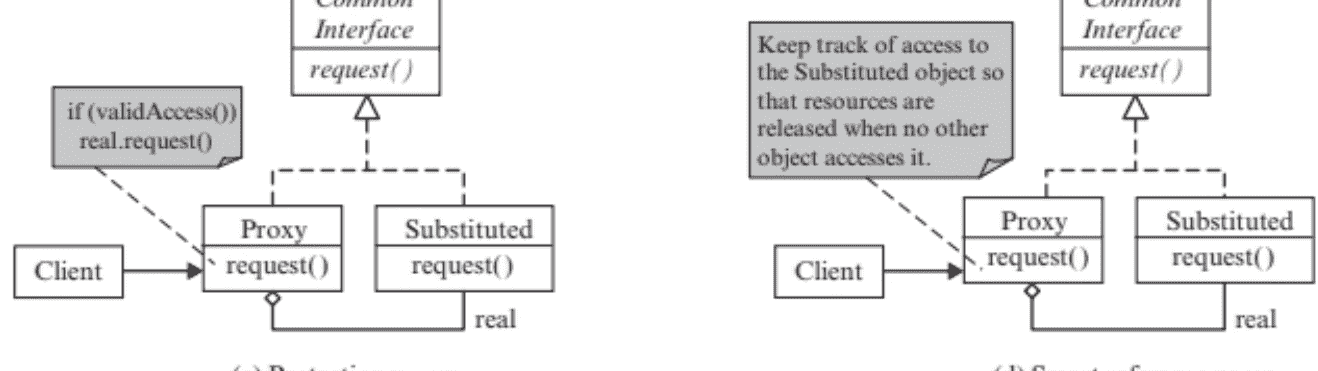 Common
Interface
request( )
if (validAccess())
real.request()
Proxy
request()
Substituted
request()
Client
real
Common
Interface
request( )
Keep track of access to
the Substituted object so
that resources are
released when no other
object accesses it.
Proxy
request()
Substituted
request()
Client
real